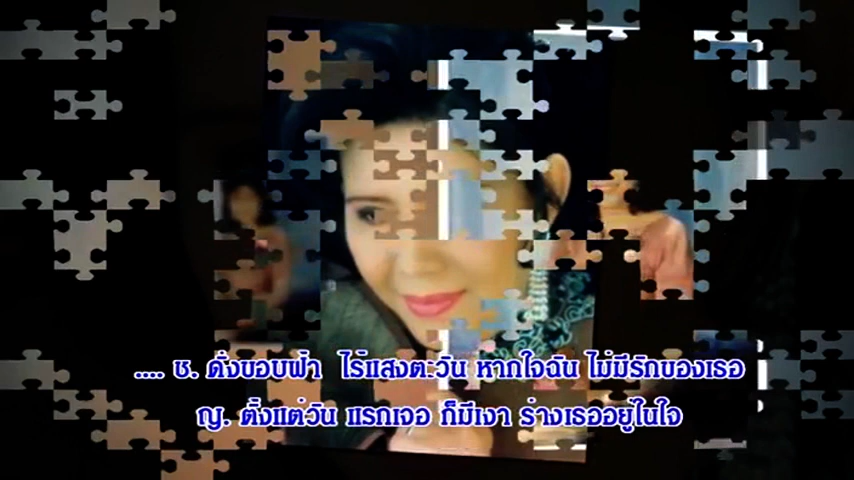 .... ช. ดั่งขอบฟ้า ไร้แสงตะวัน หากใจฉัน ไม่มีรักของเธอ
ญ. ตั้งแต่วัน แรกเจอ ก็มีเงา ร่างเธออยู่ในใจ